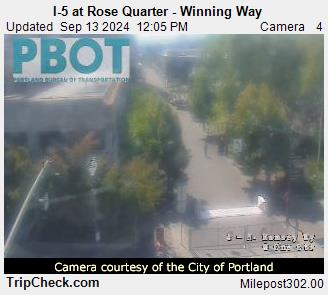 I-5 at Rose Quarter - Winning Way
Updated Sep 13 2024 12:05 PM Camera 4
PBOT
PORTLAND BUREAU OF TRANSPORTATION
Camera courtesy of the City of Portland
TripCheck.com Milepost302.00